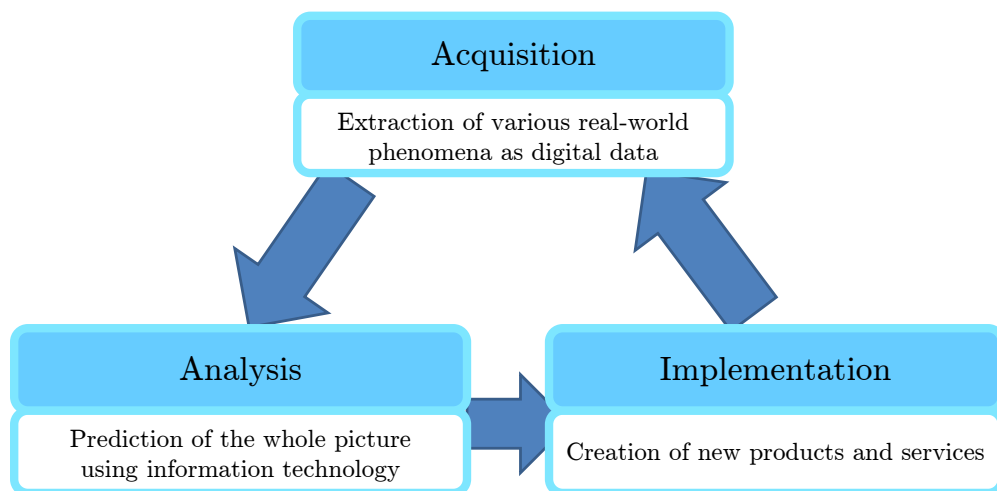 Acquisition
Extraction of various real-world
phenomena as digital data
Analysis
Prediction of the whole picture
using information technology
Implementation
Creation of new products and services